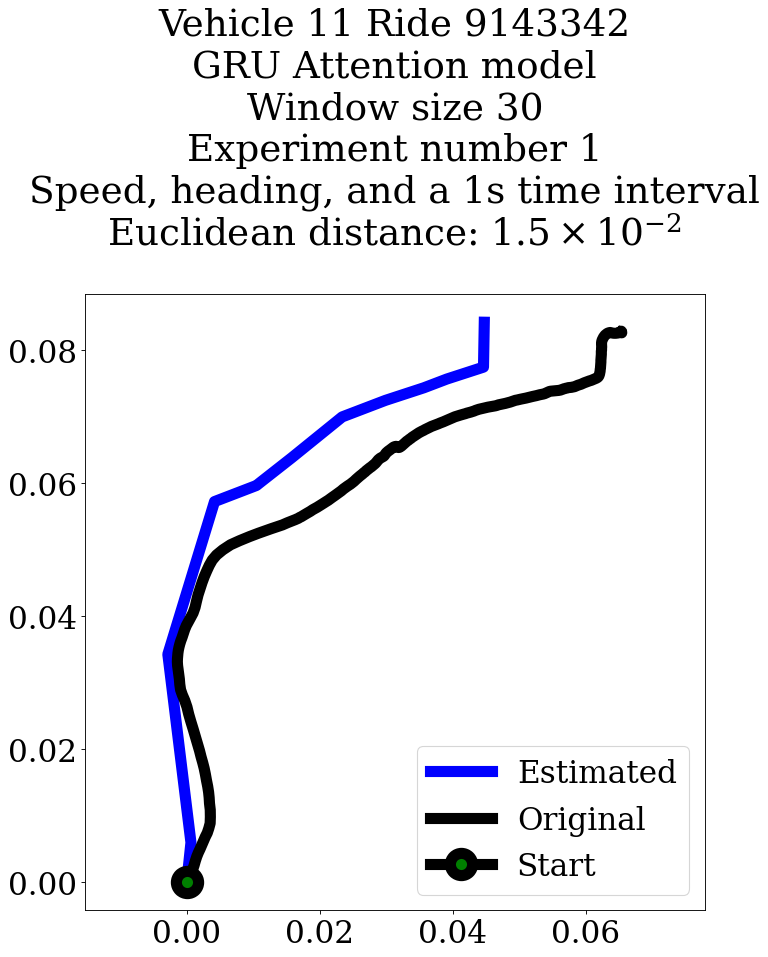 Vehicle 11 Ride 9143342
GRU Attention model
Window size 30
Experiment number 1
Speed, heading, and a 1s time interval
Euclidean distance: 1.5 × 10⁻²
0.08
0.06
0.04
0.02
0.00
Estimated
Original
Start
0.00 0.02 0.04 0.06